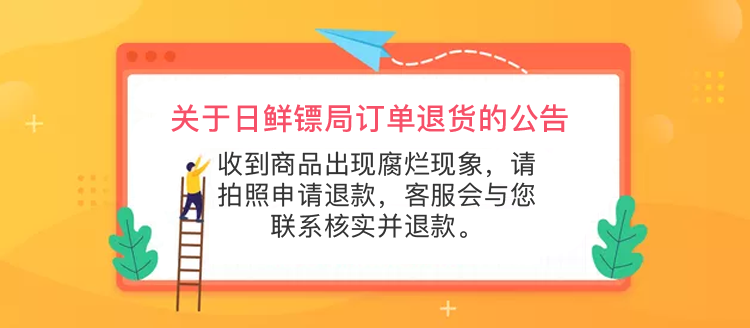 关于日鲜镖局订单退货的公告
收到商品出现腐烂现象，请
拍照申请退款，客服会与您
联系核实并退款。